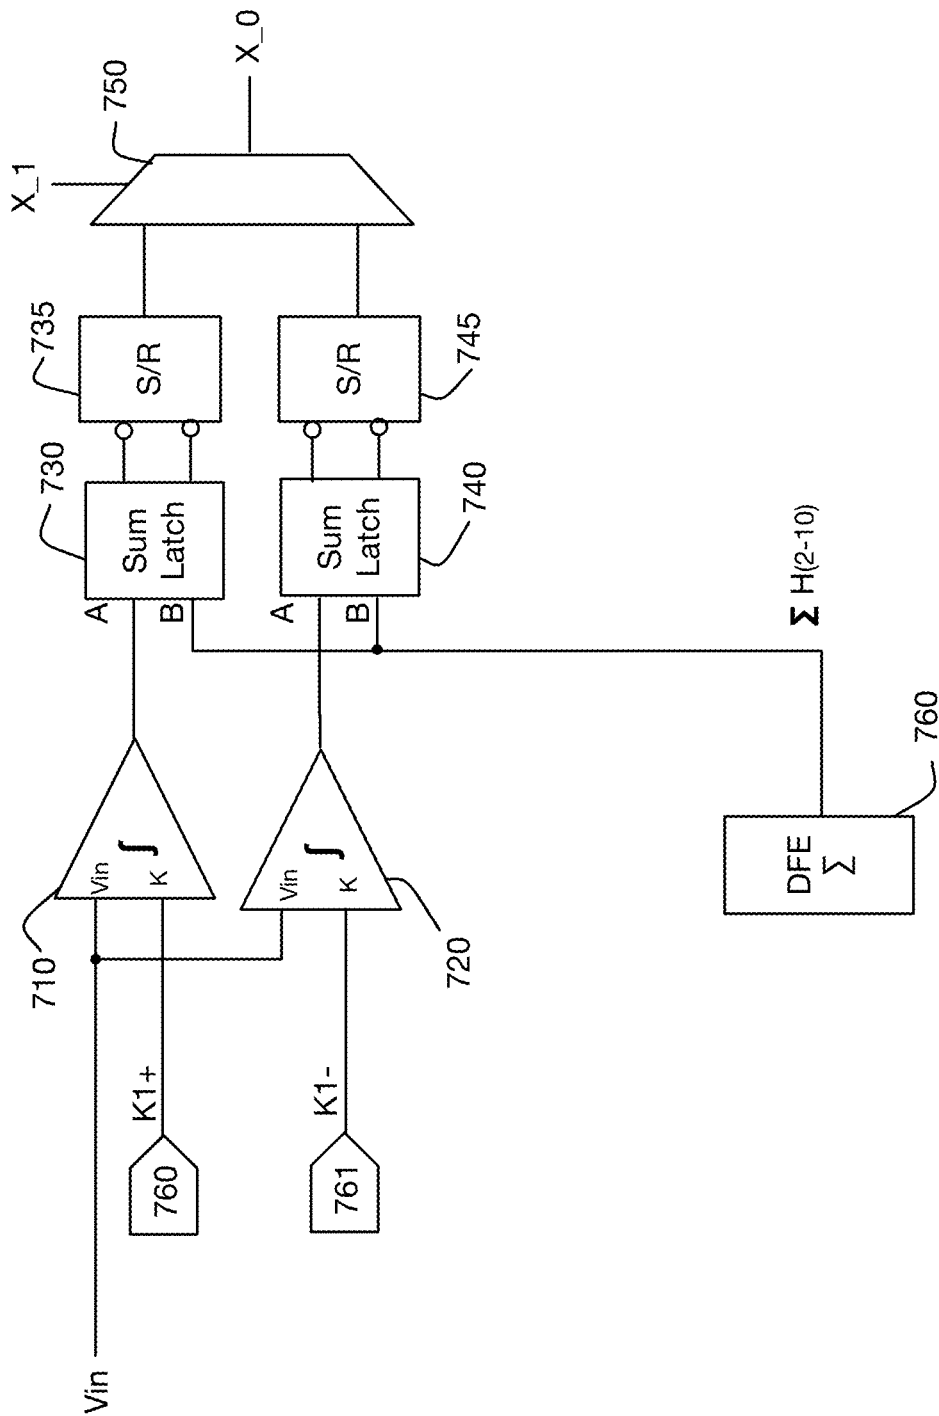 Vin
K1+
760
K1-
761
710
Vin
K
∫
720
Vin
K
∫
A
B
730
Sum
Latch
A
B
740
Sum
Latch
735
S/R
745
S/R
750
X_1
X_0
DFE
Σ
760
Σ H(2-10)